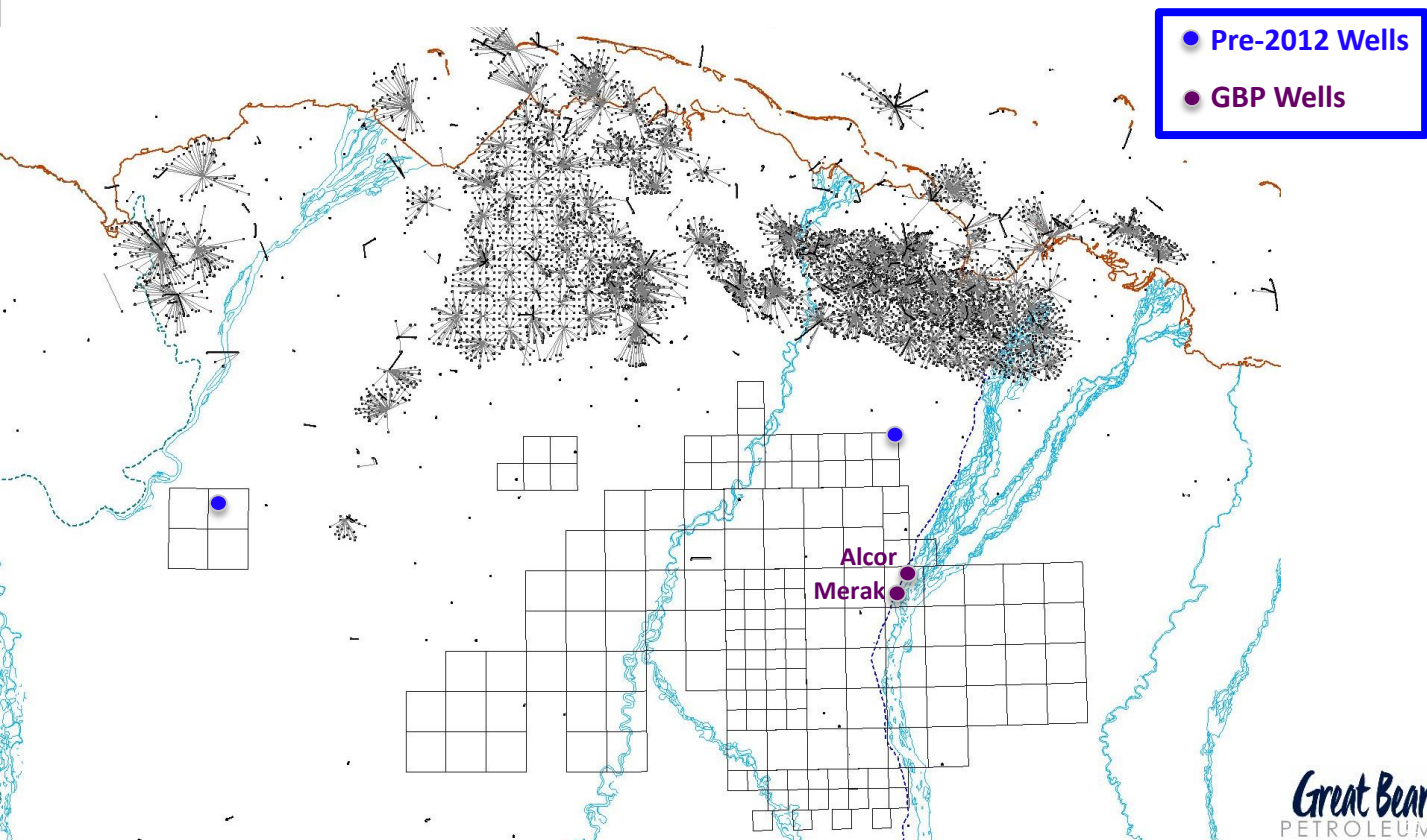 Pre-2012 Wells
GBP Wells
Alcor
Merak
Great Bear
PETROLEUM